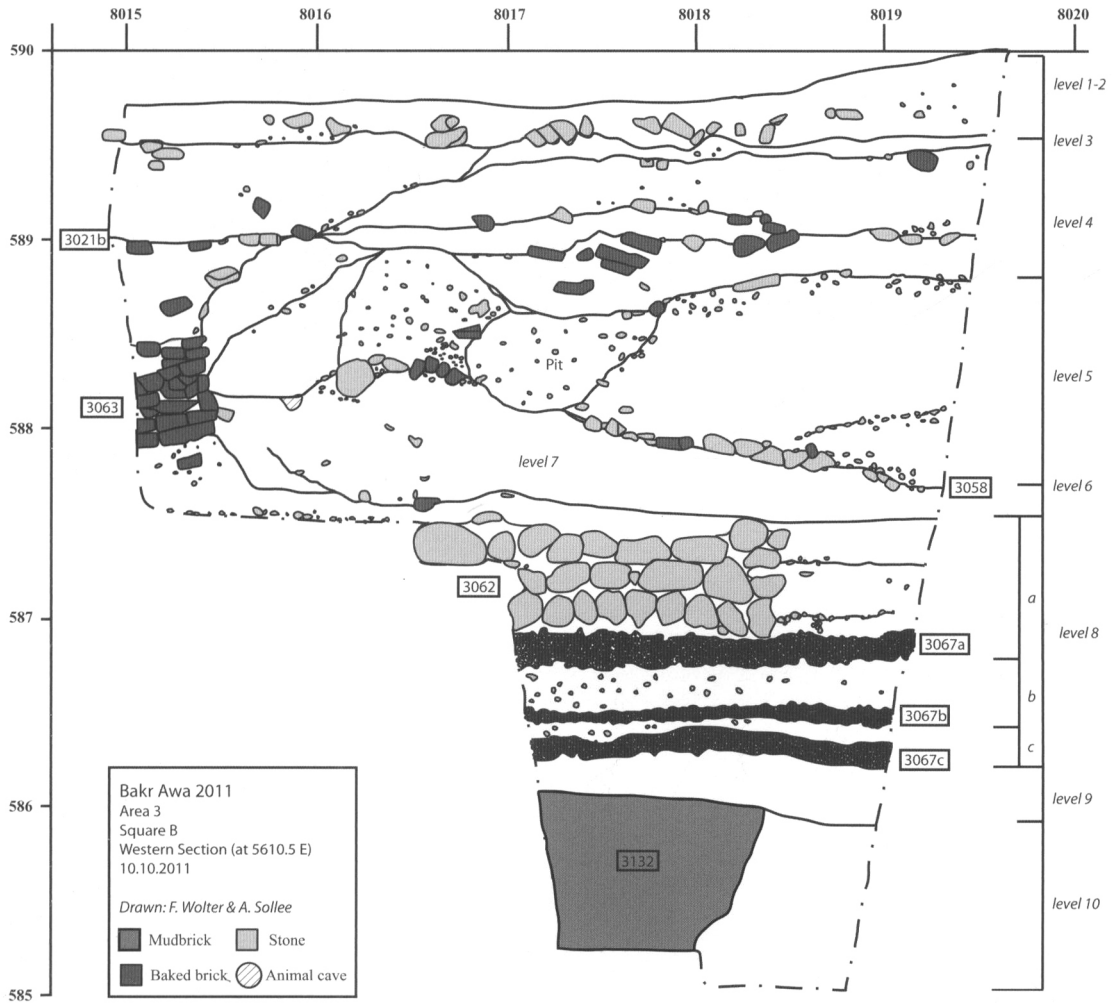 8015 8016 8017 8018 8019 8020
590
level 1-2
level 3
3021b
589
level 4
Pit
level 5
3063
588
level 7
3058
level 6
3062
587
a
level 8
3067a
b
3067b
c
3067c
Bakr Awa 2011
Area 3
Square B
Western Section (at 5610.5 E)
10.10.2011
Drawn: F. Wolter & A. Sollee
Mudbrick Stone
Baked brick Animal cave
586
level 9
3132
level 10
585